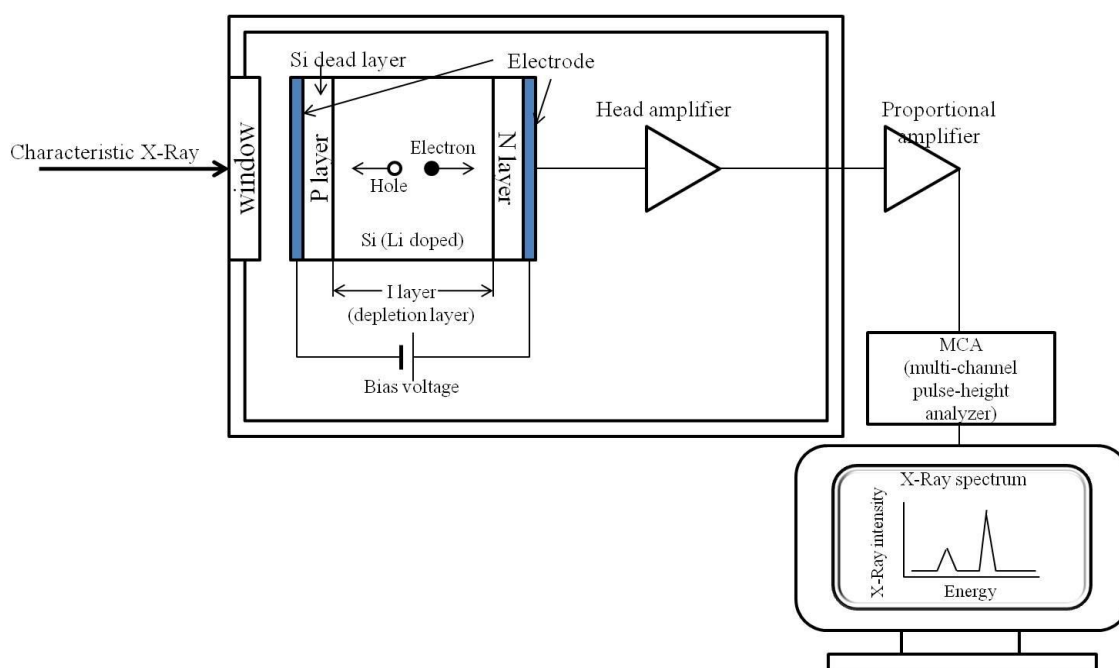 Si dead layer
Electrode
Head amplifier
Proportional
amplifier
Characteristic X-Ray
window
P layer
Electron
Hole
N layer
Si (Li doped)
I layer
(depletion layer)
Bias voltage
MCA
(multi-channel
pulse-height
analyzer)
X-Ray spectrum
X-Ray intensity
Energy